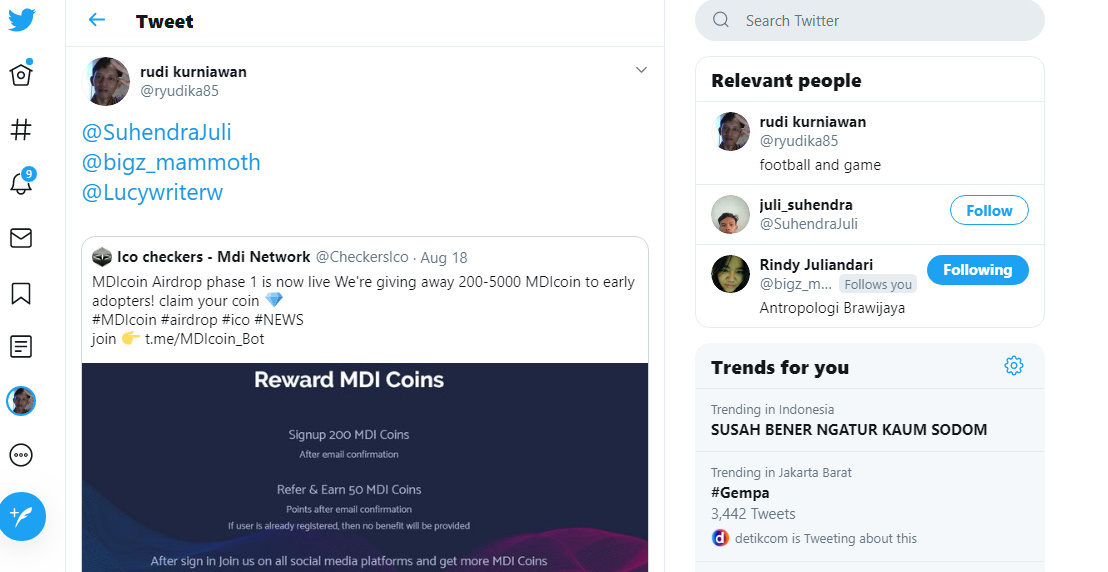 Tweet
rudi kurniawan
@ryudika85
@SuhendraJuli
@bigz_mammoth
@Lucywriterw
Ico checkers - Mdi Network @CheckersIco · Aug 18
MDIcoin Airdrop phase 1 is now live We're giving away 200-5000 MDIcoin to early
adopters! claim your coin 💎
#MDIcoin #airdrop #ico #NEWS
join 👉 t.me/MDIcoin_Bot
Reward MDI Coins
Signup 200 MDI Coins
After email confirmation
Refer & Earn 50 MDI Coins
Points after email confirmation
If user is already registered, then no benefit will be provided
After sign in Join us on all social media platforms and get more MDI Coins
9
Search Twitter
Relevant people
rudi kurniawan
@ryudika85
football and game
juli_suhendra
@SuhendraJuli
Follow
Rindy Juliandari
@bigz_m... Follows you
Following
Antropologi Brawijaya
Trends for you
Trending in Indonesia
SUSAH BENER NGATUR KAUM SODOM
Trending in Jakarta Barat
#Gempa
3,442 Tweets
d detikcom is Tweeting about this